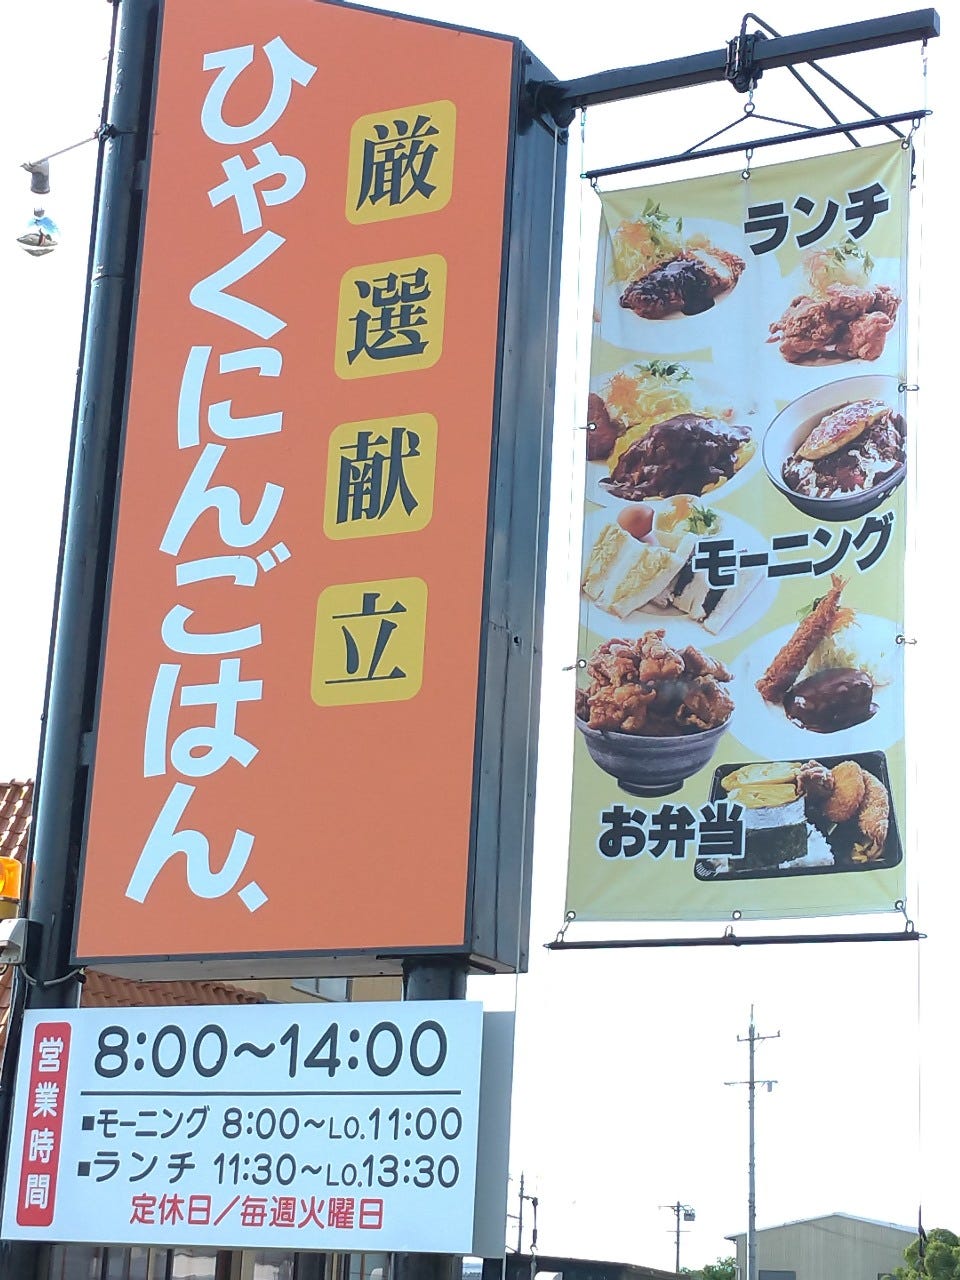 ひゃくにんごはん.
厳選献立
ランチ
モーニング
お弁当
営業時間
8:00~14:00
■モーニング 8:00~LO.11:00
■ランチ 11:30~LO.13:30
定休日/毎週火曜日